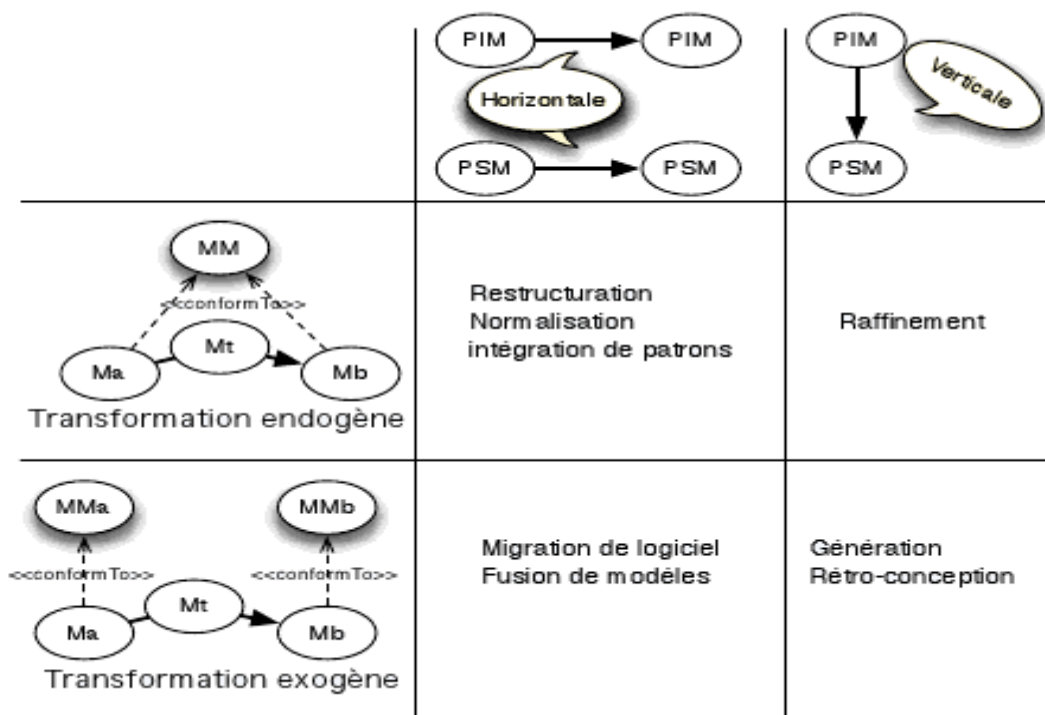 PIM PIM PIM
Verticale
Horizontale
PSM PSM PSM
MM
<<conformTo>>
Mt
Ma Mb
Transformation endogène
Restructuration
Normalisation
intégration de patrons
Raffinement
MMa MMb
<<conformTo>> <<conformTo>>
Mt
Ma Mb
Transformation exogène
Migration de logiciel
Fusion de modèles
Génération
Rétro-conception